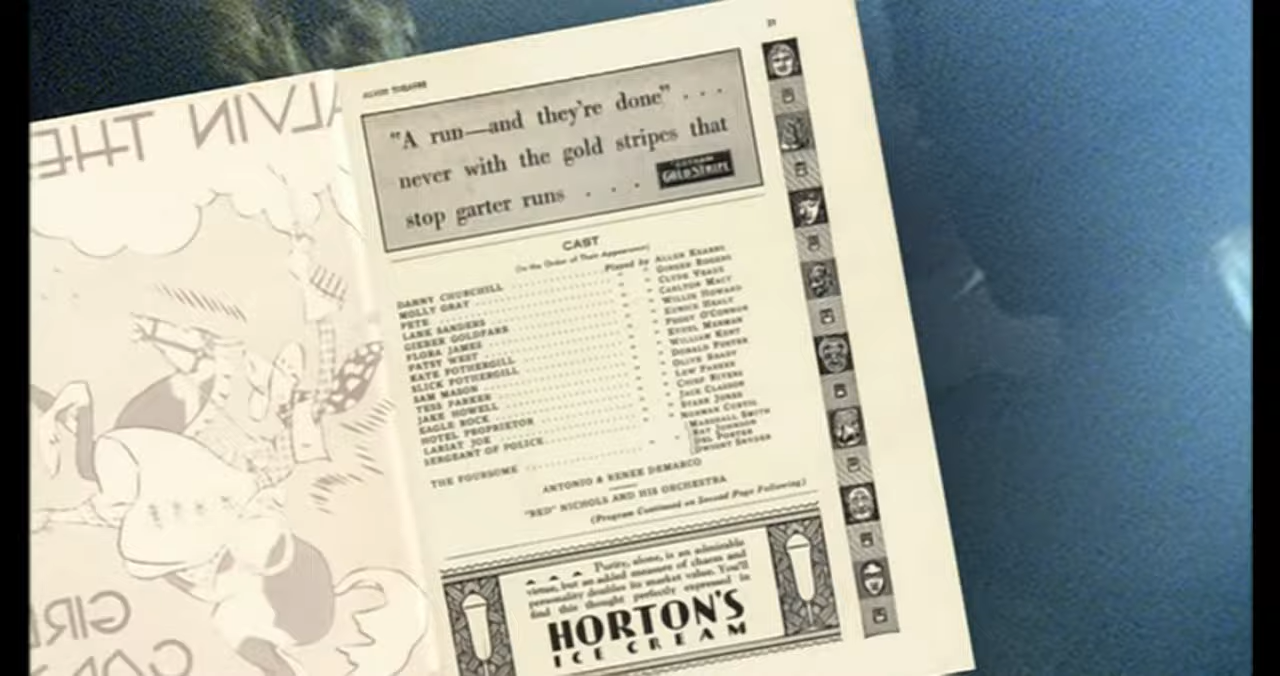 ALVIN THE
GIR
21
ALVIN THEATRE
"A run—and they're done" . . .
never with the gold stripes that
stop garter runs . . .
GOTHAM
GOLD STRIPE
CAST
(In the Order of Their Appearance)
DANNY CHURCHILL Played by ALLEN KEARNS
MOLLY GRAY " " GINGER ROGERS
PETE " " CLYDE VEAUX
LANK SANDERS " " CARLTON MACY
GIEBER GOLDFARB " " WILLIE HOWARD
FLORA JAMES " " EUNICE HEALY
PATSY WEST " " PEGGY O'CONNOR
KATE FOTHERGILL " " ETHEL MERMAN
SLICK FOTHERGILL " " WILLIAM KENT
SAM MASON " " DONALD FOSTER
TESS PARKER " " OLIVE BRADY
JAKE HOWELL " " LEW PARKER
EAGLE ROCK " " CHIEF RIVERS
HOTEL PROPRIETOR " " JACK CLASSON
LARIAT JOE " " STARR JONES
SERGEANT OF POLICE " " NORMAN CURTIS
MARSHALL SMITH
RAY JOHNSON
THE FOURSOME " " DEL PORTER
DWIGHT SNYDER
ANTONIO & RENEE DEMARCO
"RED" NICHOLS AND HIS ORCHESTRA
(Program Continued on Second Page Following)
Purity, alone, is an admirable
virtue, but an added measure of charm and
personality doubles its market value. You'll
find this thought perfectly expressed in
HORTON'S
ICE CREAM